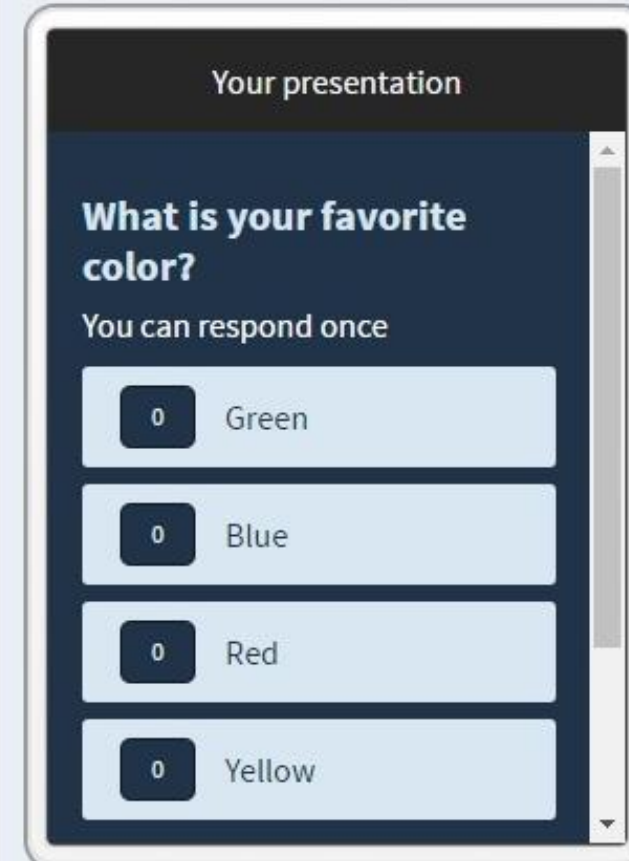 Your presentation
What is your favorite
color?
You can respond once
0 Green
0 Blue
0 Red
0 Yellow